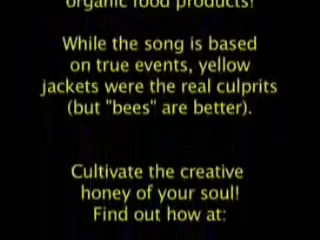 organic food products!
While the song is based
on true events, yellow
jackets were the real culprits
(but "bees" are better).
Cultivate the creative
honey of your soul!
Find out how at: